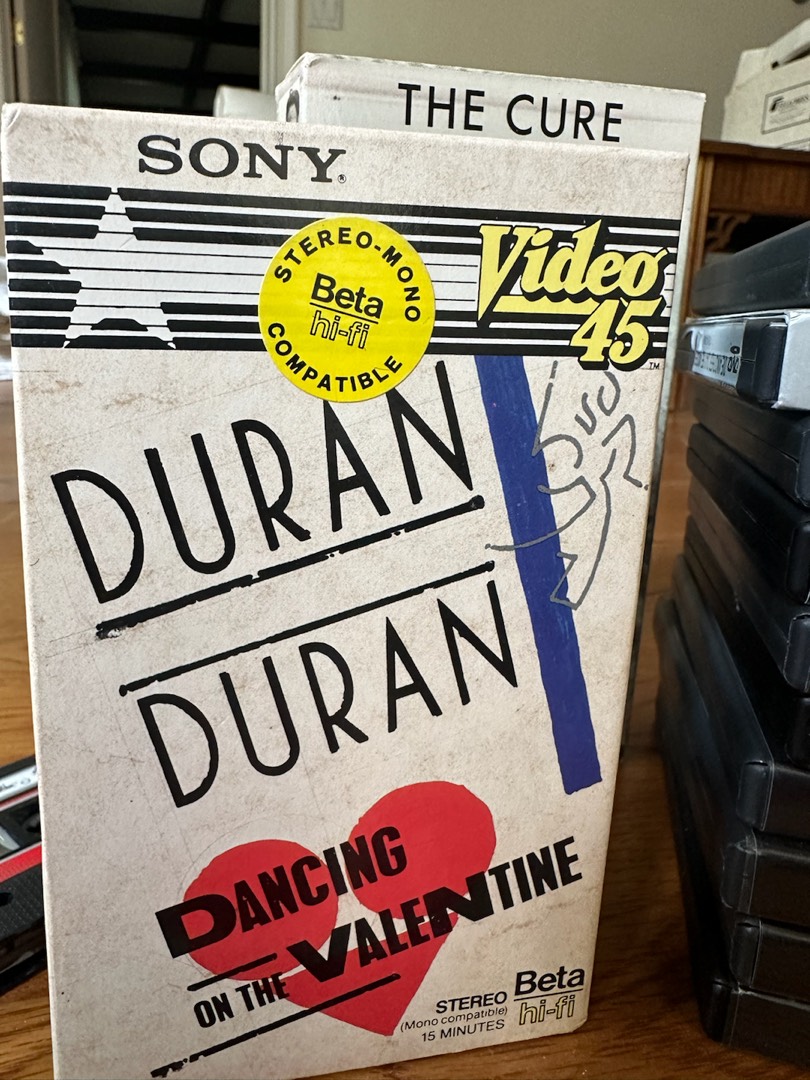 THE CURE
SONY®
STEREO-MONO
Beta
hi-fi
COMPATIBLE
Video
45™
DURAN
DURAN
DANCING
ON THE VALENTINE
STEREO
(Mono compatible)
15 MINUTES
Beta
hi-fi